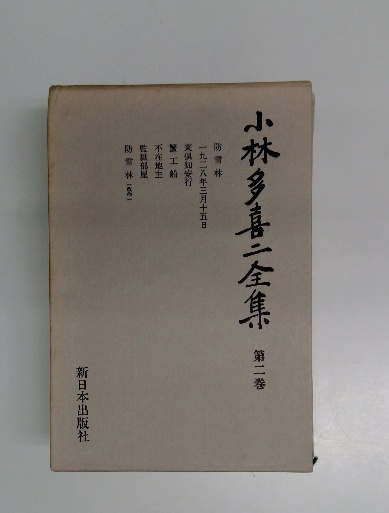 小林多喜二全集
第二巻
防雪林
一九二八年三月十五日
東倶知安行
蟹工船
不在地主
監獄部屋
防雪林(改作)
新日本出版社